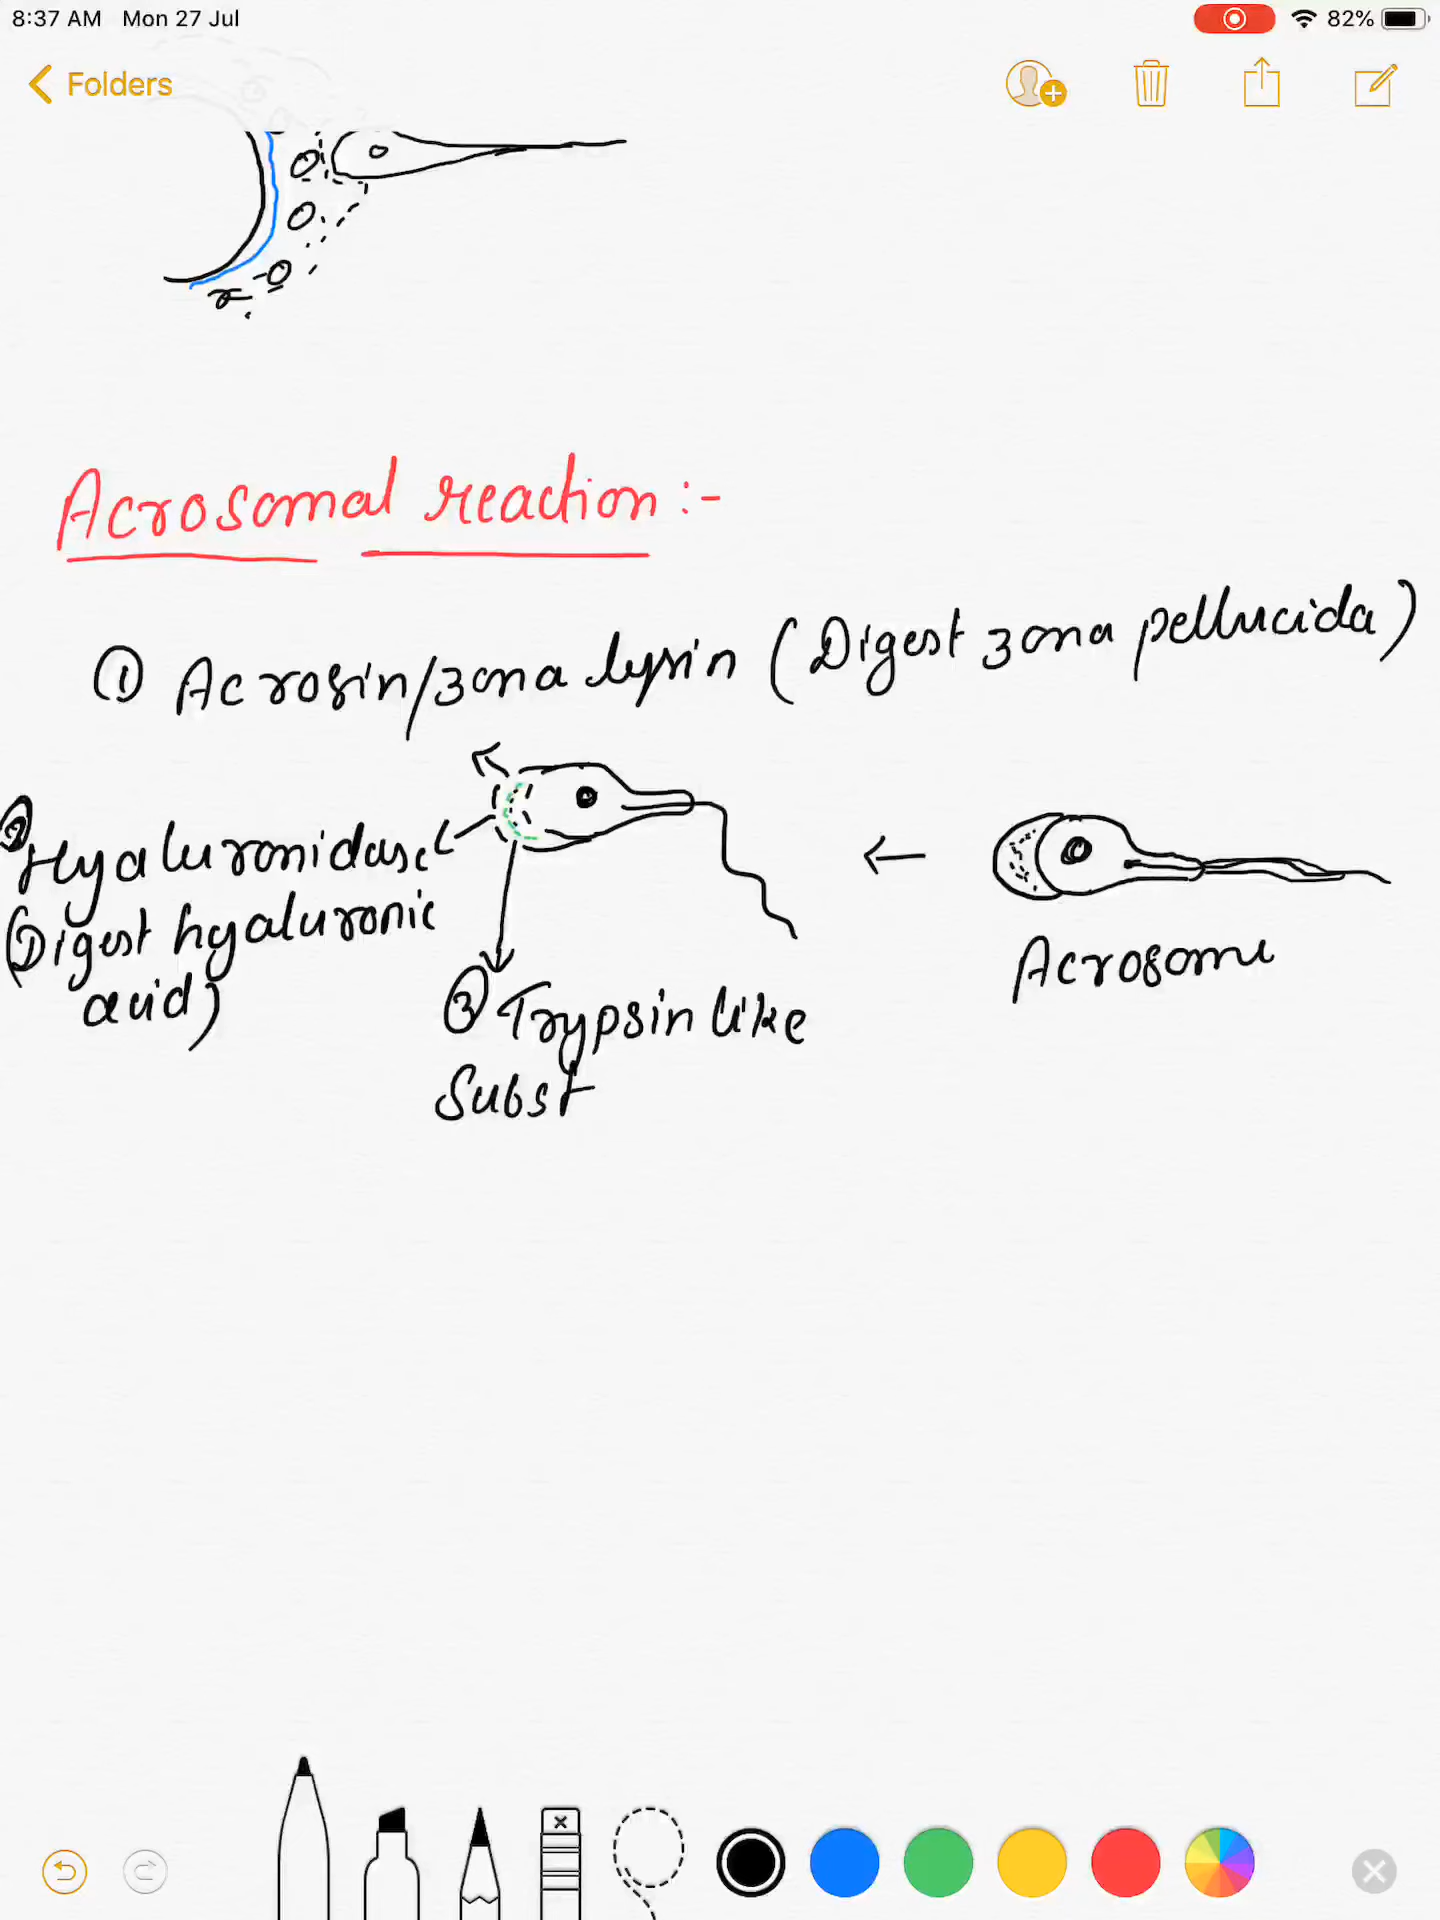 8:37 AM Mon 27 Jul 82%
Folders
Acrosomal reaction:-
① Acrosin/zona lysin (Digest zona pellucida)
② Hyaluronidase
(Digest hyaluronic
acid)
③ Trypsin like
Subst
Acrosome